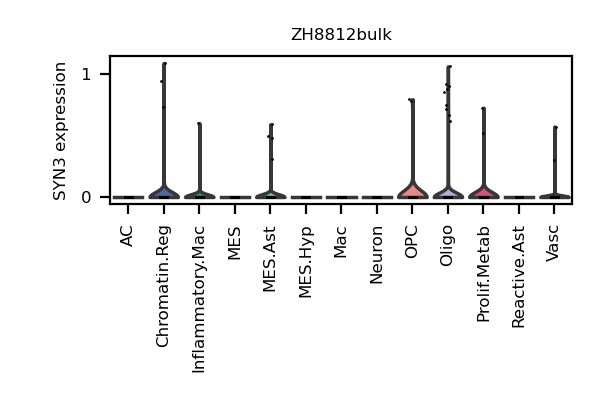 ZH8812bulk
SYN3 expression
1
0
AC
Chromatin.Reg
Inflammatory.Mac
MES
MES.Ast
MES.Hyp
Mac
Neuron
OPC
Oligo
Prolif.Metab
Reactive.Ast
Vasc